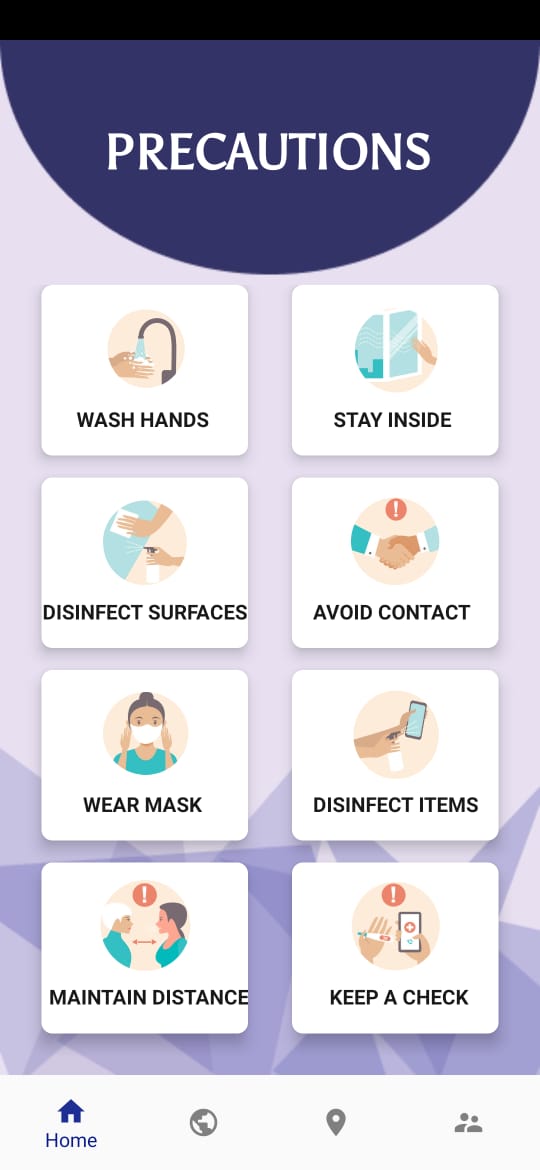 PRECAUTIONS
WASH HANDS
STAY INSIDE
DISINFECT SURFACES
AVOID CONTACT
WEAR MASK
DISINFECT ITEMS
MAINTAIN DISTANCE
KEEP A CHECK
Home